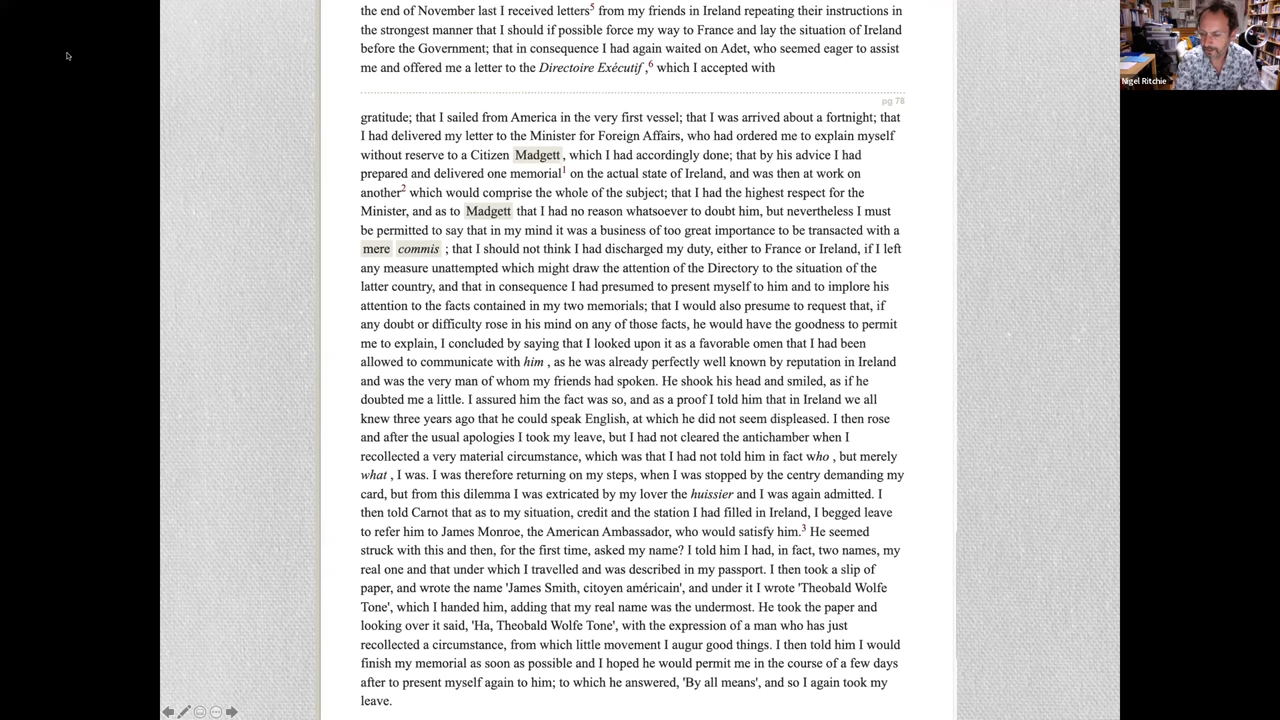 the end of November last I received letters5 from my friends in Ireland repeating their instructions in
the strongest manner that I should if possible force my way to France and lay the situation of Ireland
before the Government; that in consequence I had again waited on Adet, who seemed eager to assist
me and offered me a letter to the Directoire Exécutif ,6 which I accepted with
pg 78
gratitude; that I sailed from America in the very first vessel; that I was arrived about a fortnight; that
I had delivered my letter to the Minister for Foreign Affairs, who had ordered me to explain myself
without reserve to a Citizen Madgett , which I had accordingly done; that by his advice I had
prepared and delivered one memorial1 on the actual state of Ireland, and was then at work on
another2 which would comprise the whole of the subject; that I had the highest respect for the
Minister, and as to Madgett that I had no reason whatsoever to doubt him, but nevertheless I must
be permitted to say that in my mind it was a business of too great importance to be transacted with a
mere commis ; that I should not think I had discharged my duty, either to France or Ireland, if I left
any measure unattempted which might draw the attention of the Directory to the situation of the
latter country, and that in consequence I had presumed to present myself to him and to implore his
attention to the facts contained in my two memorials; that I would also presume to request that, if
any doubt or difficulty rose in his mind on any of those facts, he would have the goodness to permit
me to explain, I concluded by saying that I looked upon it as a favorable omen that I had been
allowed to communicate with him , as he was already perfectly well known by reputation in Ireland
and was the very man of whom my friends had spoken. He shook his head and smiled, as if he
doubted me a little. I assured him the fact was so, and as a proof I told him that in Ireland we all
knew three years ago that he could speak English, at which he did not seem displeased. I then rose
and after the usual apologies I took my leave, but I had not cleared the antichamber when I
recollected a very material circumstance, which was that I had not told him in fact who , but merely
what , I was. I was therefore returning on my steps, when I was stopped by the centry demanding my
card, but from this dilemma I was extricated by my lover the huissier and I was again admitted. I
then told Carnot that as to my situation, credit and the station I had filled in Ireland, I begged leave
to refer him to James Monroe, the American Ambassador, who would satisfy him.3 He seemed
struck with this and then, for the first time, asked my name? I told him I had, in fact, two names, my
real one and that under which I travelled and was described in my passport. I then took a slip of
paper, and wrote the name 'James Smith, citoyen américain', and under it I wrote 'Theobald Wolfe
Tone', which I handed him, adding that my real name was the undermost. He took the paper and
looking over it said, 'Ha, Theobald Wolfe Tone', with the expression of a man who has just
recollected a circumstance, from which little movement I augur good things. I then told him I would
finish my memorial as soon as possible and I hoped he would permit me in the course of a few days
after to present myself again to him; to which he answered, 'By all means', and so I again took my
leave.
Nigel Ritchie